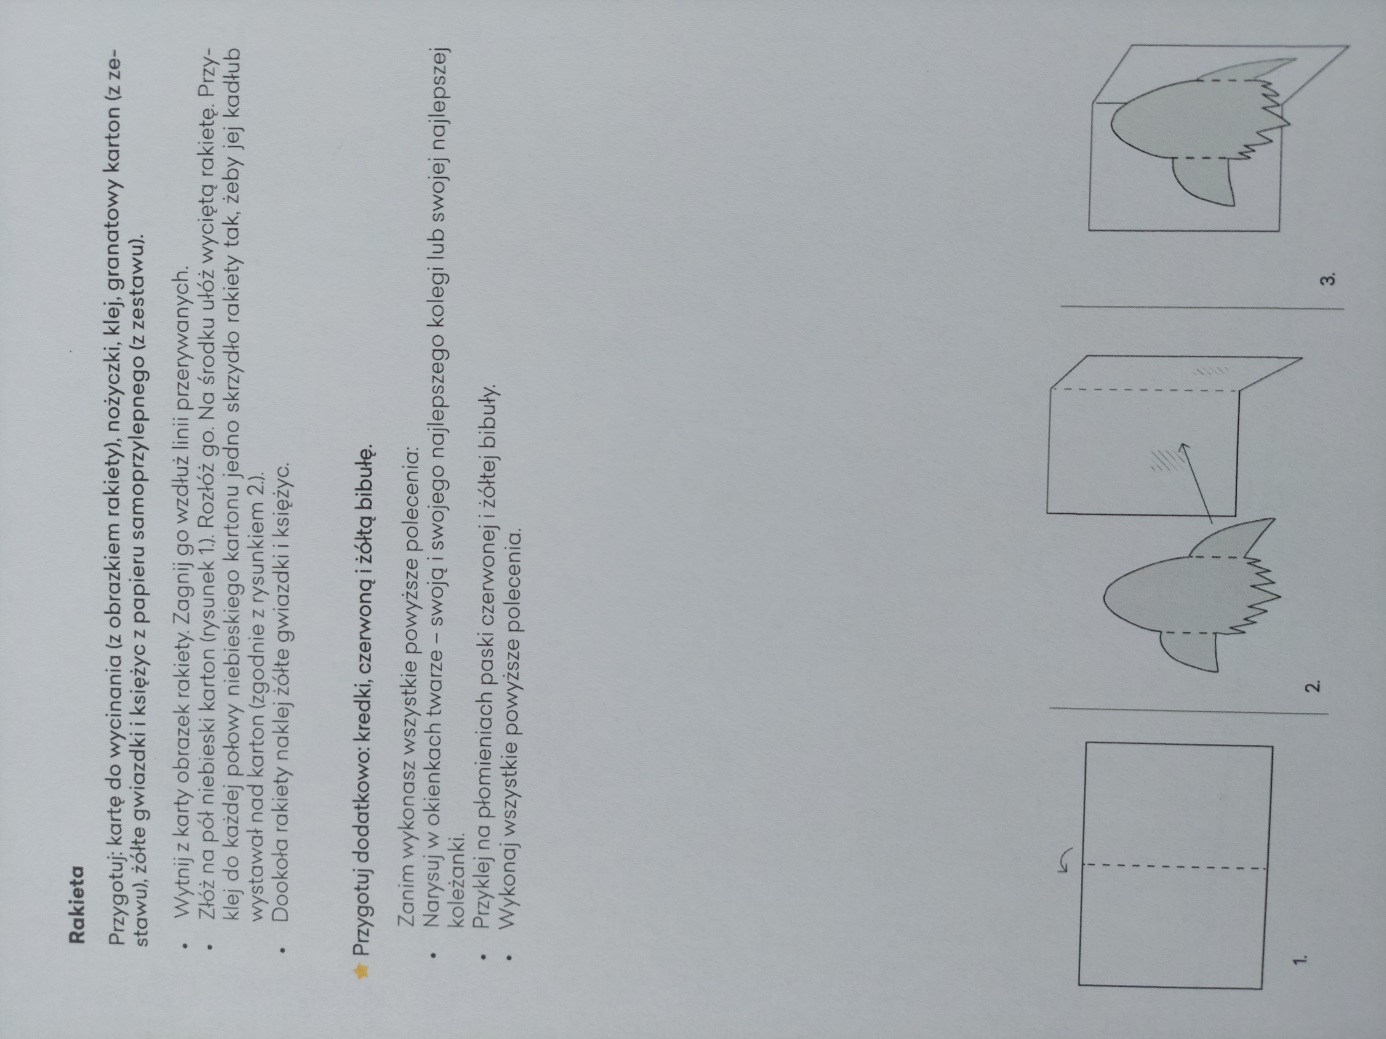 Rakieta
Przygotuj: kartę do wycinania (z obrazkiem rakiety), nożyczki, klej, granatowy karton (z ze-
stawu), żółte gwiazdki i księżyc z papieru samoprzylepnego (z zestawu).
• Wytnij z karty obrazek rakiety. Zagnij go wzdłuż linii przerywanych.
• Złóż na pół niebieski karton (rysunek 1.). Rozłóż go. Na środku ułóż wyciętą rakietę. Przy-
klej do każdej połowy niebieskiego kartonu jedno skrzydło rakiety tak, żeby jej kadłub
wystawał nad karton (zgodnie z rysunkiem 2.).
• Dookoła rakiety naklej żółte gwiazdki i księżyc.
Przygotuj dodatkowo: kredki, czerwoną i żółtą bibułę.
Zanim wykonasz wszystkie powyższe polecenia:
• Narysuj w okienkach twarze – swoją i swojego najlepszego kolegi lub swojej najlepszej
koleżanki.
• Przyklej na płomieniach paski czerwonej i żółtej bibuły.
• Wykonaj wszystkie powyższe polecenia.
1.
2.
3.